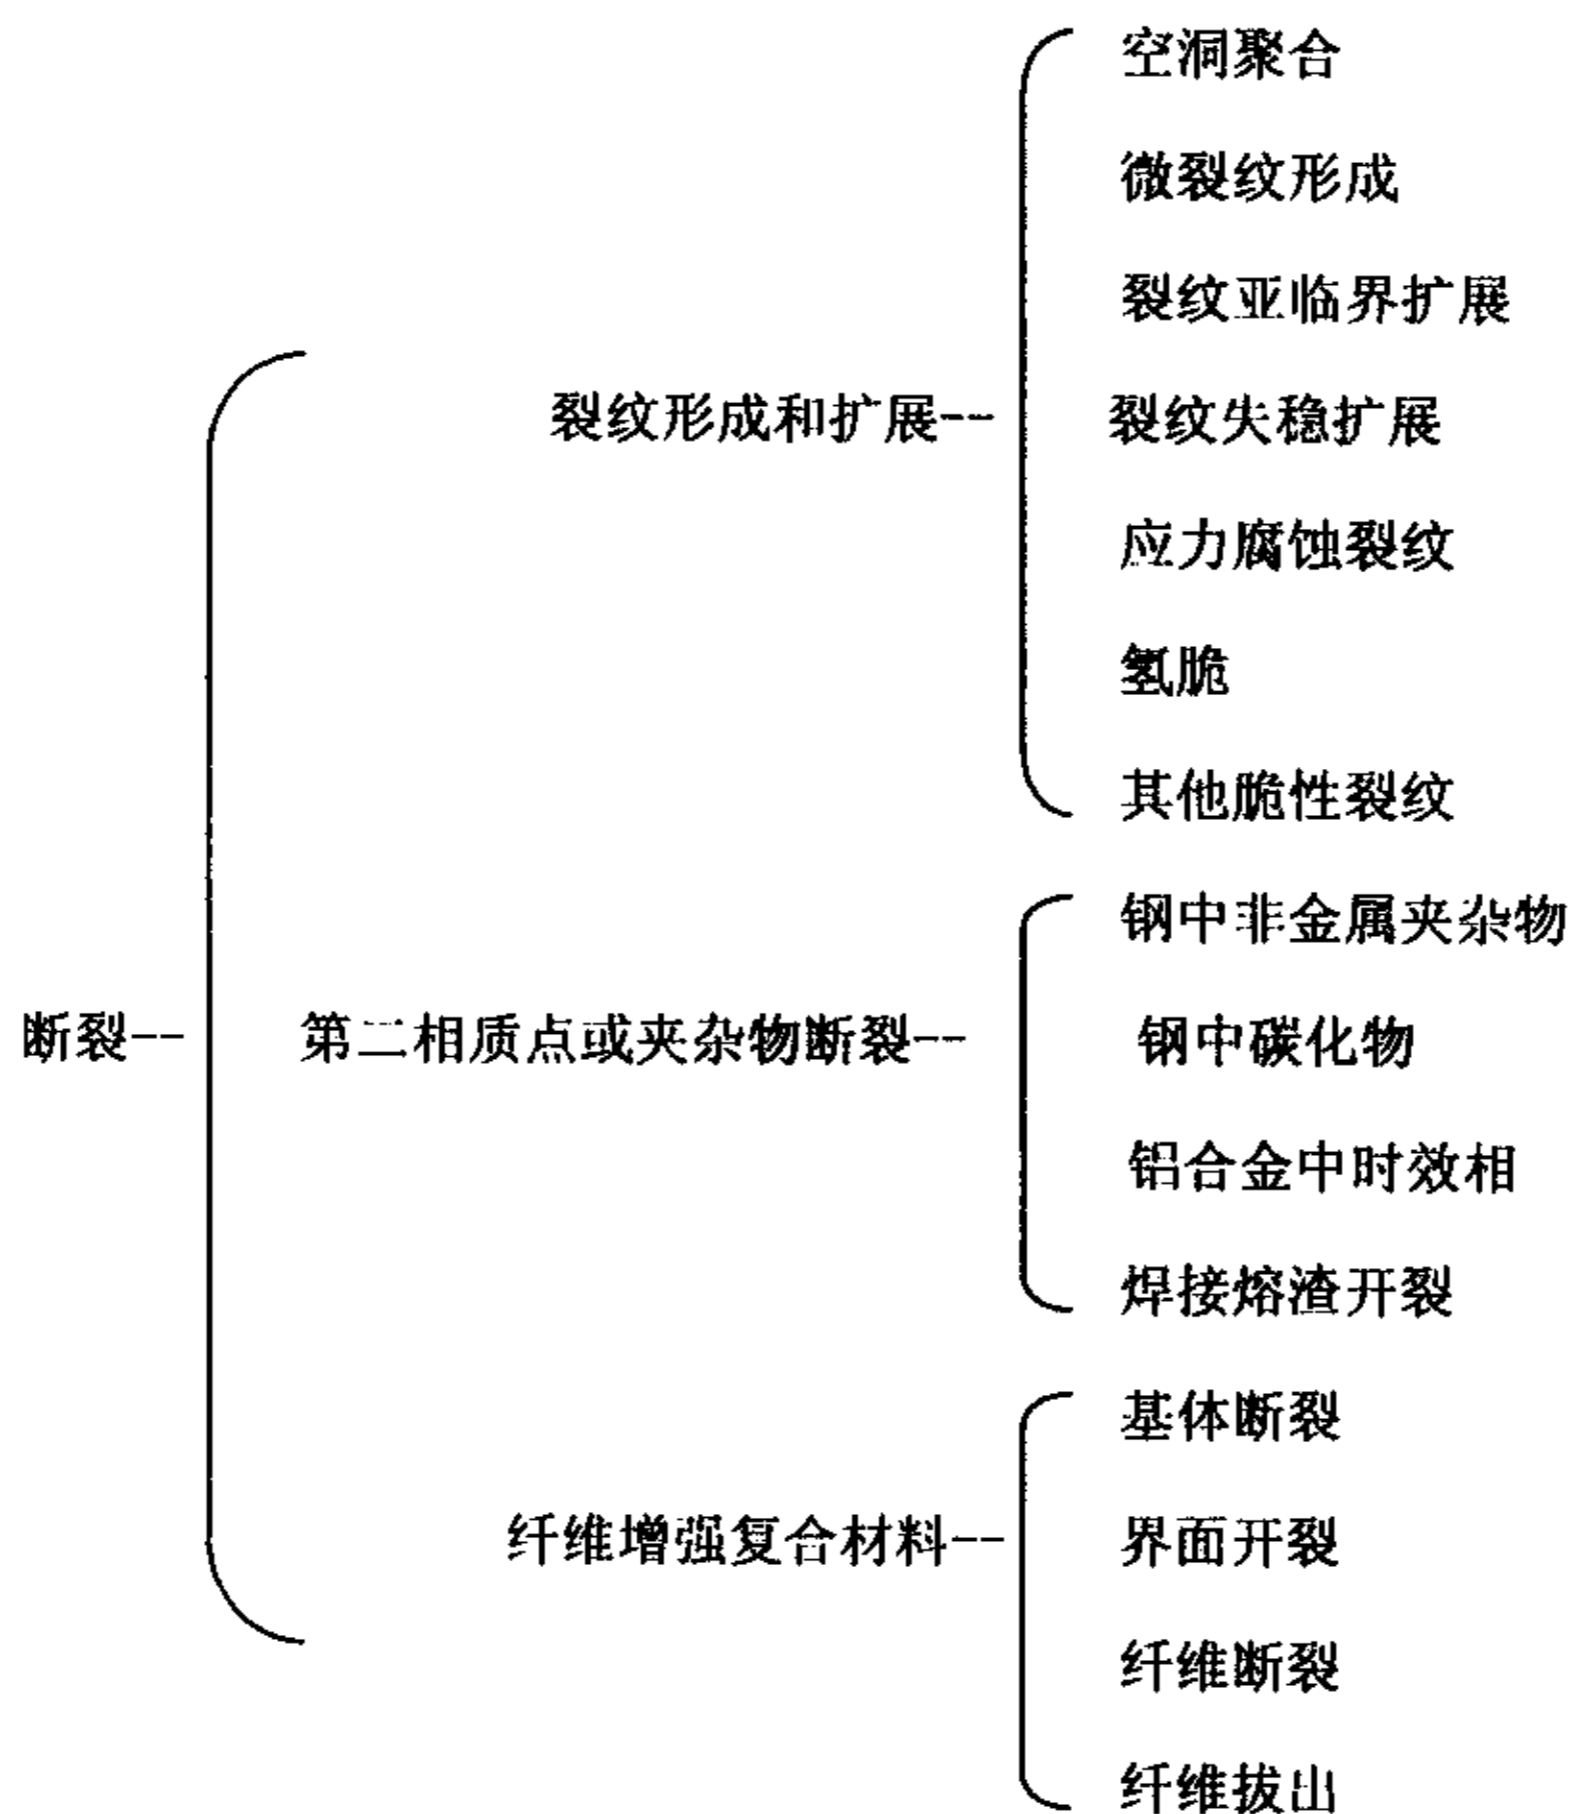 断裂--
裂纹形成和扩展--
空洞聚合
微裂纹形成
裂纹亚临界扩展
裂纹失稳扩展
应力腐蚀裂纹
氢脆
其他脆性裂纹
第二相质点或夹杂物断裂--
钢中非金属夹杂物
钢中碳化物
铝合金中时效相
焊接熔渣开裂
纤维增强复合材料--
基体断裂
界面开裂
纤维断裂
纤维拔出